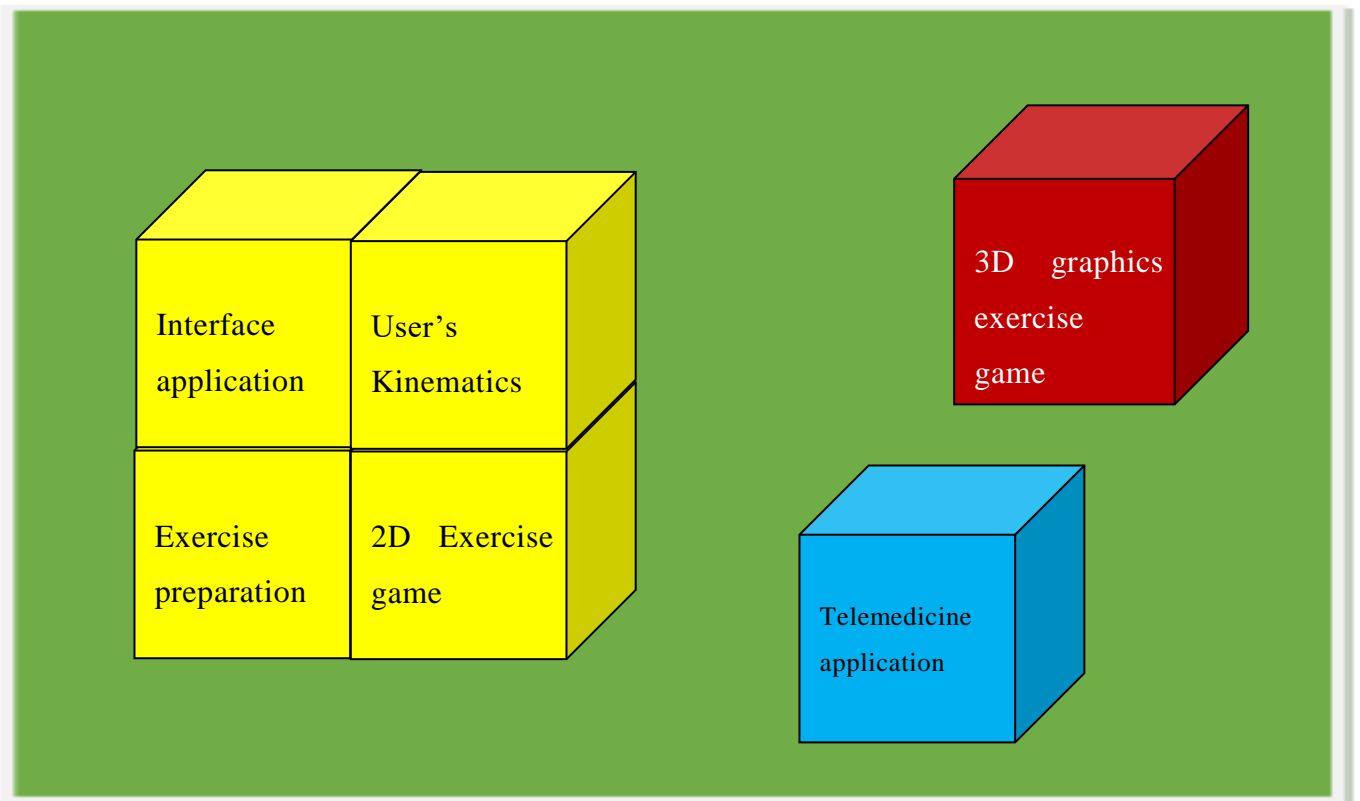 Interface
application
User’s
Kinematics
Exercise
preparation
2D Exercise
game
3D graphics
exercise
game
Telemedicine
application